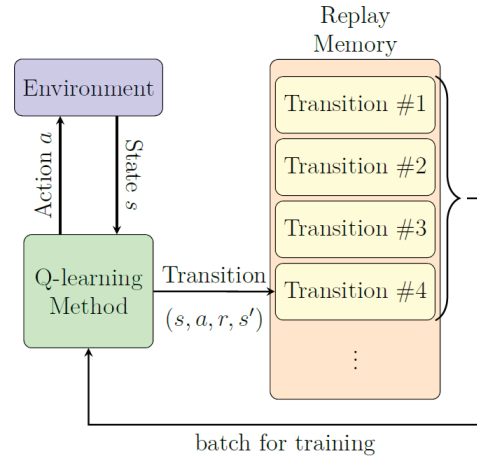 Replay
Memory
Environment
Transition #1
Transition #2
Transition #3
Transition #4
⋮
Action a
State s
Q-learning
Method
Transition
(s, a, r, s′)
batch for training